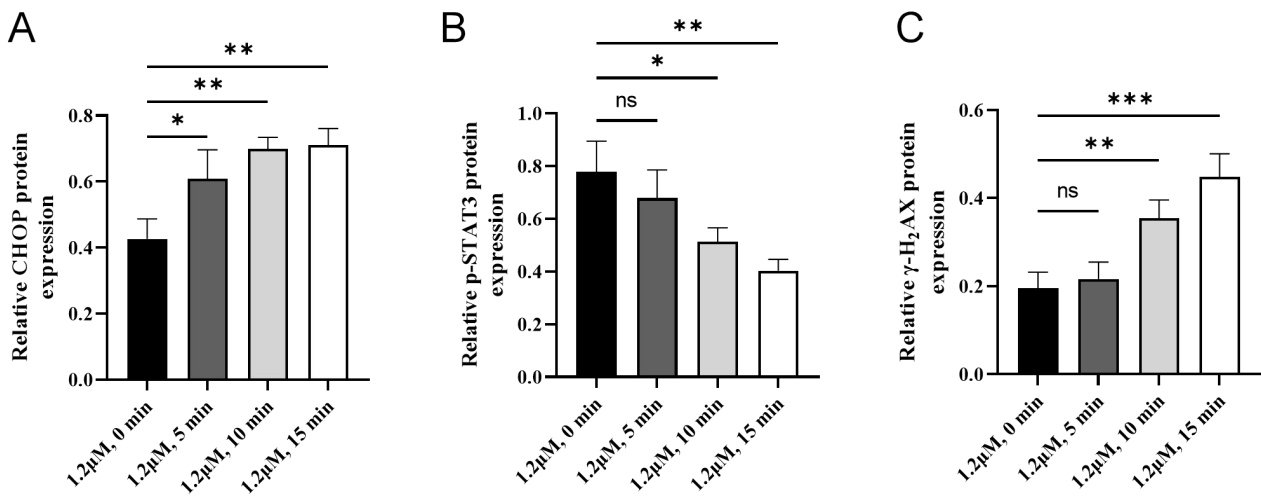 A
Relative CHOP protein
expression
0.8
0.6
0.4
0.2
0.0
**
**
*
1.2μM, 0 min
1.2μM, 5 min
1.2μM, 10 min
1.2μM, 15 min
B
Relative p-STAT3 protein
expression
1.0
0.8
0.6
0.4
0.2
0.0
**
*
ns
1.2μM, 0 min
1.2μM, 5 min
1.2μM, 10 min
1.2μM, 15 min
C
Relative γ-H₂AX protein
expression
0.6
0.4
0.2
0.0
***
**
ns
1.2μM, 0 min
1.2μM, 5 min
1.2μM, 10 min
1.2μM, 15 min